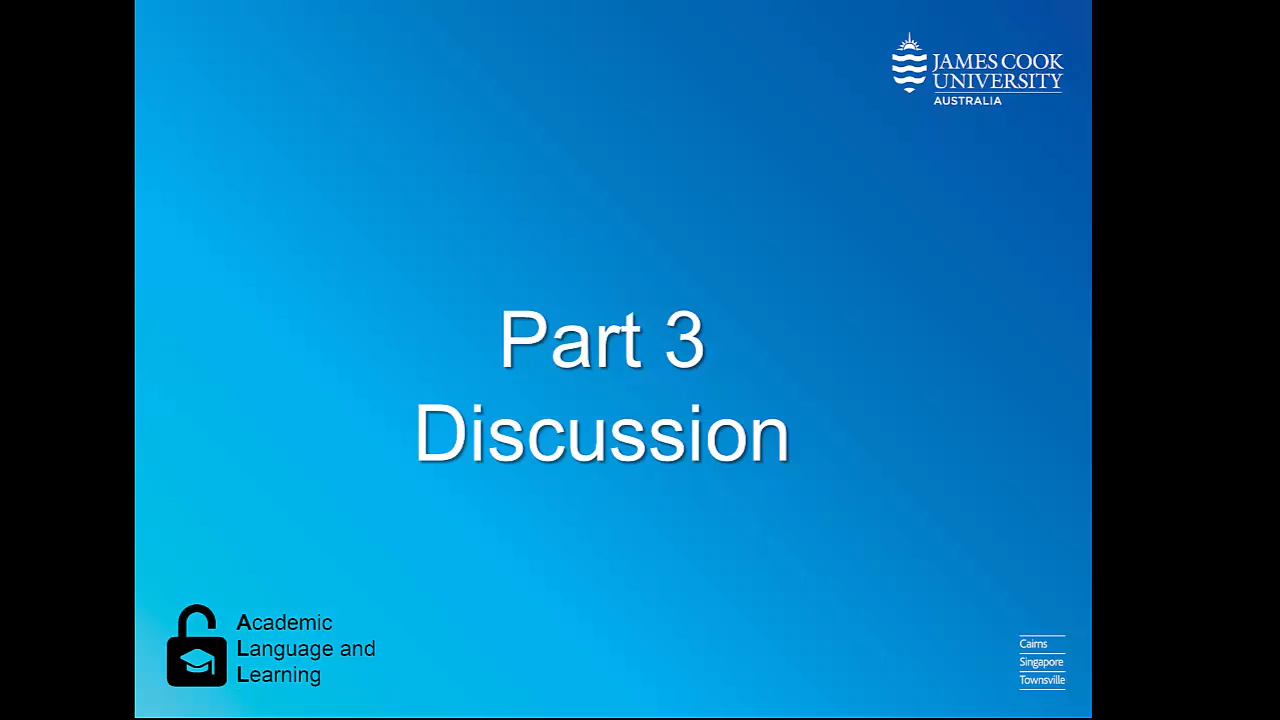 JAMES COOK
UNIVERSITY
AUSTRALIA
Part 3
Discussion
Academic
Language and
Learning
Cairns
Singapore
Townsville